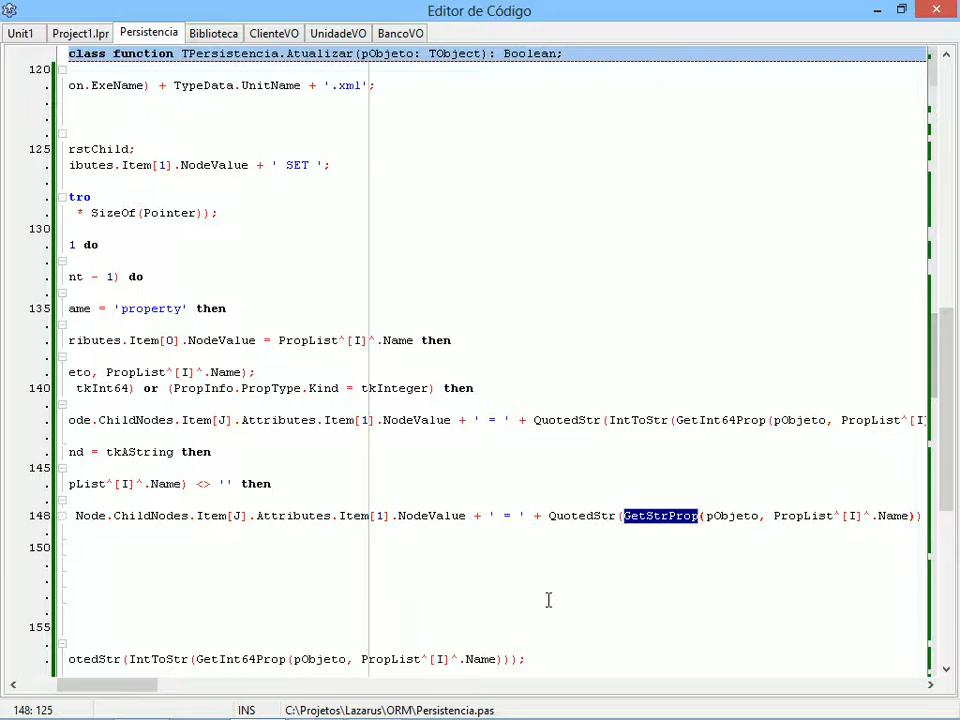 Editor de Código
Unit1 Project1.lpr Persistencia Biblioteca ClienteVO UnidadeVO BancoVO
class function TPersistencia.Atualizar(pObjeto: TObject): Boolean;
120
on.ExeName) + TypeData.UnitName + '.xml';
125 rstChild;
ibutes.Item[1].NodeValue + ' SET ';
tro
* SizeOf(Pointer));
130
1 do
nt - 1) do
135 ame = 'property' then
ributes.Item[0].NodeValue = PropList^[I]^.Name then
eto, PropList^[I]^.Name);
140 tkInt64) or (PropInfo.PropType.Kind = tkInteger) then
ode.ChildNodes.Item[J].Attributes.Item[1].NodeValue + ' = ' + QuotedStr(IntToStr(GetInt64Prop(pObjeto, PropList^[I]
nd = tkAString then
145
pList^[I]^.Name) <> '' then
148 Node.ChildNodes.Item[J].Attributes.Item[1].NodeValue + ' = ' + QuotedStr(GetStrProp(pObjeto, PropList^[I]^.Name))
150
155
otedStr(IntToStr(GetInt64Prop(pObjeto, PropList^[I]^.Name)));
148: 125 INS C:\Projetos\Lazarus\ORM\Persistencia.pas